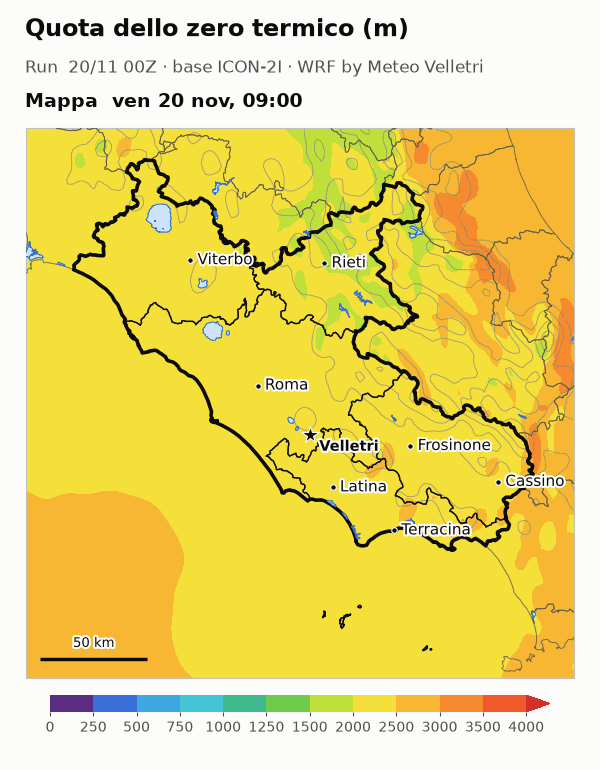 Quota dello zero termico (m)
Run  20/11 00Z · base ICON-2I · WRF by Meteo Velletri
Mappa  ven 20 nov, 09:00
Viterbo
Rieti
Roma
Velletri
Frosinone
Cassino
Latina
Terracina
50 km
0 250 500 750 1000 1250 1500 2000 2500 3000 3500 4000